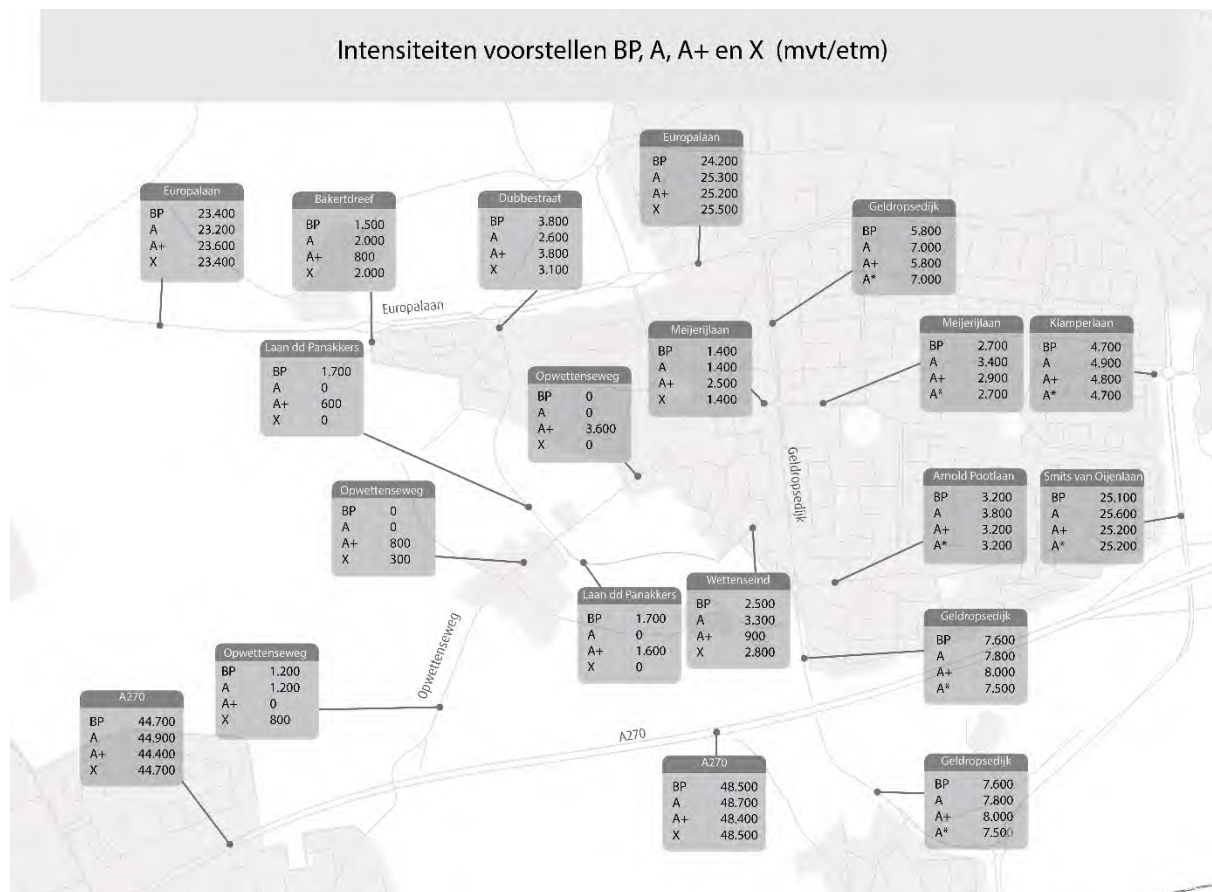 Intensiteiten voorstellen BP, A, A+ en X (mvt/etm)
Europalaan
BP 24.200
A 25.300
A+ 25.200
X 25.500
Europalaan
BP 23.400
A 23.200
A+ 23.600
X 23.400
Bakertdreef
BP 1.500
A 2.000
A+ 800
X 2.000
Dubbestraat
BP 3.800
A 2.600
A+ 3.800
X 3.100
Geldropsedijk
BP 5.800
A 7.000
A+ 5.800
A* 7.000
Europalaan
Laan dd Panakkers
BP 1.700
A 0
A+ 600
X 0
Opwettenseweg
BP 0
A 0
A+ 3.600
X 0
Meijerijlaan
BP 1.400
A 1.400
A+ 2.500
X 1.400
Meijerijlaan
BP 2.700
A 3.400
A+ 2.900
A* 2.700
Klamperlaan
BP 4.700
A 4.900
A+ 4.800
A* 4.700
Geldropsedijk
Opwettenseweg
BP 0
A 0
A+ 800
X 300
Arnold Pootlaan
BP 3.200
A 3.800
A+ 3.200
A* 3.200
Smits van Oijenlaan
BP 25.100
A 25.600
A+ 25.200
A* 25.200
Laan dd Panakkers
BP 1.700
A 0
A+ 1.600
X 0
Wettenseind
BP 2.500
A 3.300
A+ 900
X 2.800
Geldropsedijk
BP 7.600
A 7.800
A+ 8.000
A* 7.500
Opwettenseweg
Opwettenseweg
BP 1.200
A 1.200
A+ 0
X 800
A270
BP 44.700
A 44.900
A+ 44.400
X 44.700
A270
A270
BP 48.500
A 48.700
A+ 48.400
X 48.500
Geldropsedijk
BP 7.600
A 7.800
A+ 8.000
A* 7.500